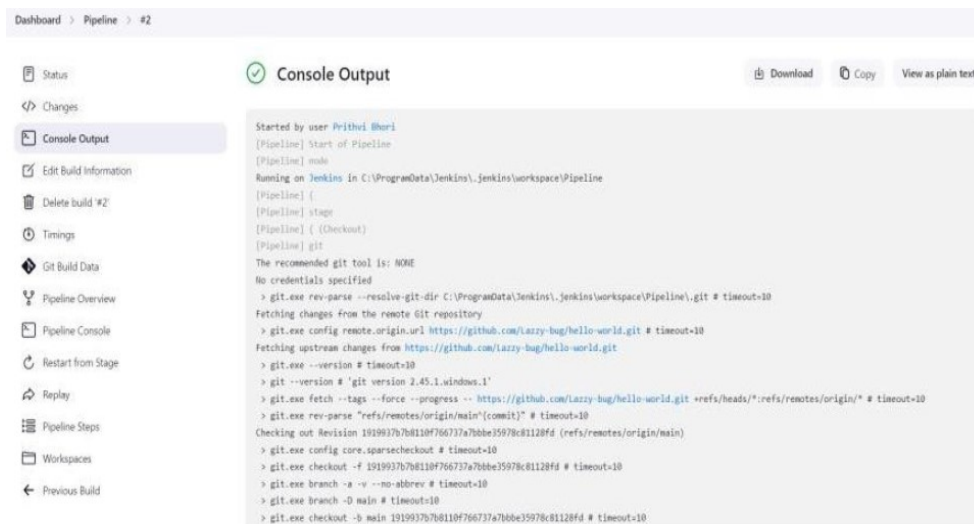 Dashboard > Pipeline > #2
Status
Changes
Console Output
Edit Build Information
Delete build '#2'
Timings
Git Build Data
Pipeline Overview
Pipeline Console
Restart from Stage
Replay
Pipeline Steps
Workspaces
Previous Build
Console Output
Download
Copy
View as plain text
Started by user Prithvi Bhori
[Pipeline] Start of Pipeline
[Pipeline] node
Running on Jenkins in C:\ProgramData\Jenkins\.jenkins\workspace\Pipeline
[Pipeline] {
[Pipeline] stage
[Pipeline] { (Checkout)
[Pipeline] git
The recommended git tool is: NONE
No credentials specified
> git.exe rev-parse --resolve-git-dir C:\ProgramData\Jenkins\.jenkins\workspace\Pipeline\.git # timeout=10
Fetching changes from the remote Git repository
> git.exe config remote.origin.url https://github.com/Lazzy-bug/hello-world.git # timeout=10
Fetching upstream changes from https://github.com/Lazzy-bug/hello-world.git
> git.exe --version # timeout=10
> git --version # 'git version 2.45.1.windows.1'
> git.exe fetch --tags --force --progress -- https://github.com/Lazzy-bug/hello-world.git +refs/heads/*:refs/remotes/origin/* # timeout=10
> git.exe rev-parse "refs/remotes/origin/main^{commit}" # timeout=10
Checking out Revision 1919937b7b8110f766737a7bbbe35978c81128fd (refs/remotes/origin/main)
> git.exe config core.sparsecheckout # timeout=10
> git.exe checkout -f 1919937b7b8110f766737a7bbbe35978c81128fd # timeout=10
> git.exe branch -a -v --no-abbrev # timeout=10
> git.exe branch -D main # timeout=10
> git.exe checkout -b main 1919937b7b8110f766737a7bbbe35978c81128fd # timeout=10